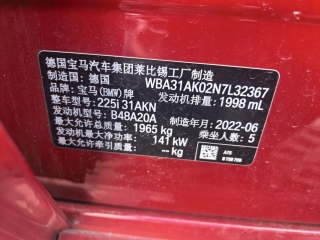 德国宝马汽车集团莱比锡工厂制造
制造国：德国 WBA31AK02N7L32367
品牌：宝马(BMW)牌 发动机排量：1998 mL
整车型号：225i 31AKN
发动机型号：B48A20A
最大允许总质量：1965 kg 制造年月：2022-06
发动机最大净功率：141 kW 乘坐人数：5
最大允许牵引质量：-- kg